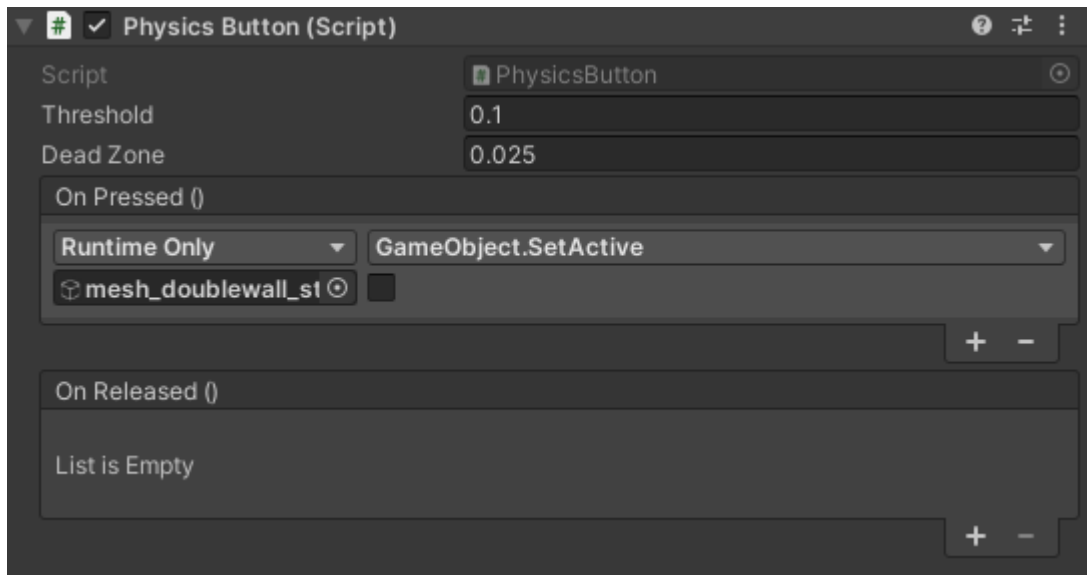 Physics Button (Script)
Script PhysicsButton
Threshold 0.1
Dead Zone 0.025
On Pressed ()
Runtime Only GameObject.SetActive
mesh_doublewall_st
On Released ()
List is Empty